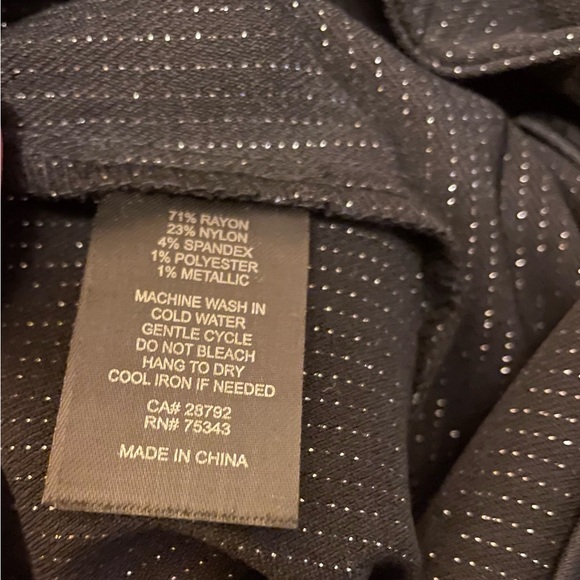 71% RAYON
23% NYLON
4% SPANDEX
1% POLYESTER
1% METALLIC
MACHINE WASH IN
COLD WATER
GENTLE CYCLE
DO NOT BLEACH
HANG TO DRY
COOL IRON IF NEEDED
CA# 28792
RN# 75343
MADE IN CHINA